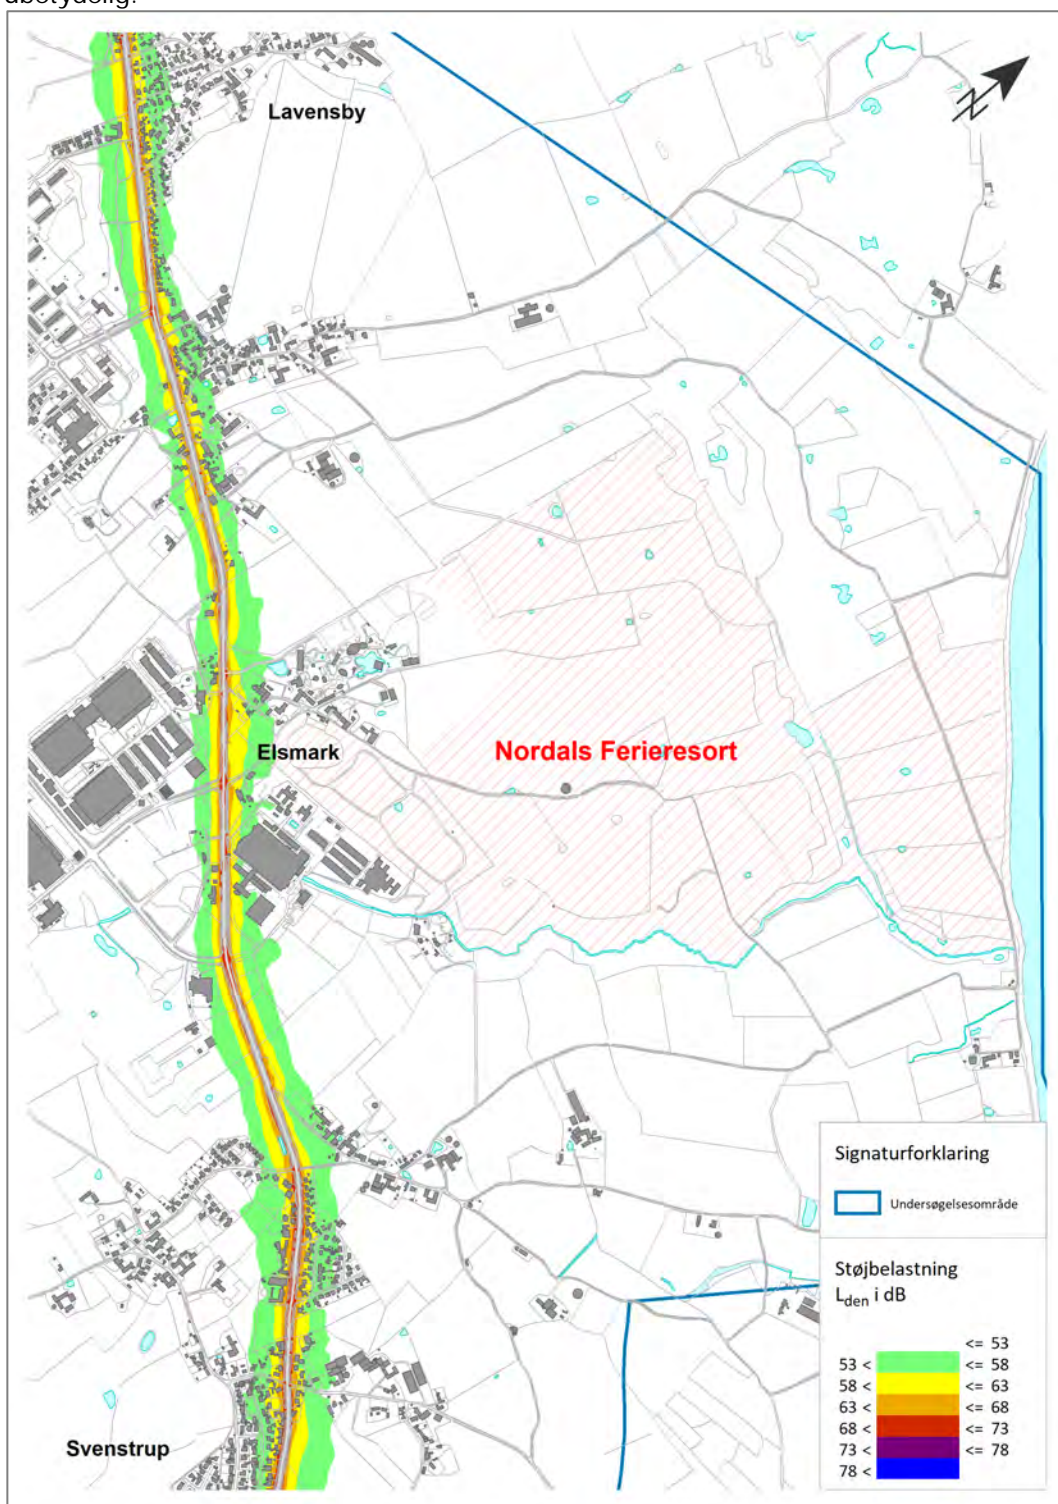 ubetydelig.
Lavensby
N
Elsmark
Nordals Ferieresort
Svenstrup
Signaturforklaring
Undersøgelsesområde
Støjbelastning
Lden i dB
<= 53
53 < <= 58
58 < <= 63
63 < <= 68
68 < <= 73
73 < <= 78
78 <